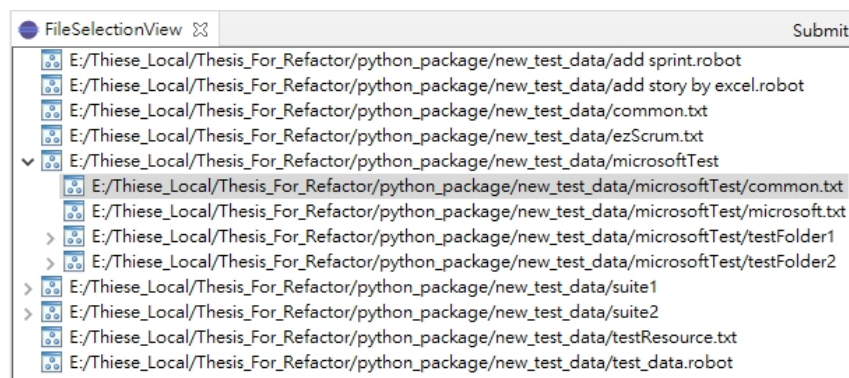 FileSelectionView Submit
E:/Thiese_Local/Thesis_For_Refactor/python_package/new_test_data/add sprint.robot
E:/Thiese_Local/Thesis_For_Refactor/python_package/new_test_data/add story by excel.robot
E:/Thiese_Local/Thesis_For_Refactor/python_package/new_test_data/common.txt
E:/Thiese_Local/Thesis_For_Refactor/python_package/new_test_data/ezScrum.txt
E:/Thiese_Local/Thesis_For_Refactor/python_package/new_test_data/microsoftTest
E:/Thiese_Local/Thesis_For_Refactor/python_package/new_test_data/microsoftTest/common.txt
E:/Thiese_Local/Thesis_For_Refactor/python_package/new_test_data/microsoftTest/microsoft.txt
E:/Thiese_Local/Thesis_For_Refactor/python_package/new_test_data/microsoftTest/testFolder1
E:/Thiese_Local/Thesis_For_Refactor/python_package/new_test_data/microsoftTest/testFolder2
E:/Thiese_Local/Thesis_For_Refactor/python_package/new_test_data/suite1
E:/Thiese_Local/Thesis_For_Refactor/python_package/new_test_data/suite2
E:/Thiese_Local/Thesis_For_Refactor/python_package/new_test_data/testResource.txt
E:/Thiese_Local/Thesis_For_Refactor/python_package/new_test_data/test_data.robot